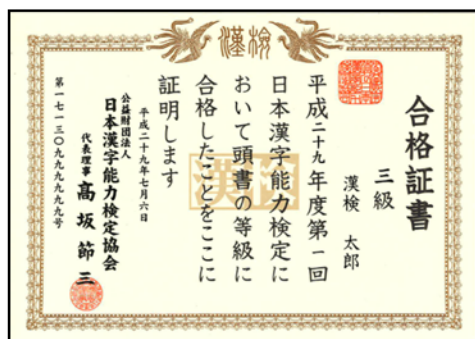 漢検
合格証書
三級
漢検 太郎
平成二十九年度第一回
日本漢字能力検定に
おいて頭書の等級に
合格したことをここに
証明します
平成二十九年七月六日
公益財団法人
日本漢字能力検定協会
代表理事 髙坂節三
第一七一三〇九九九九九九号
漢検